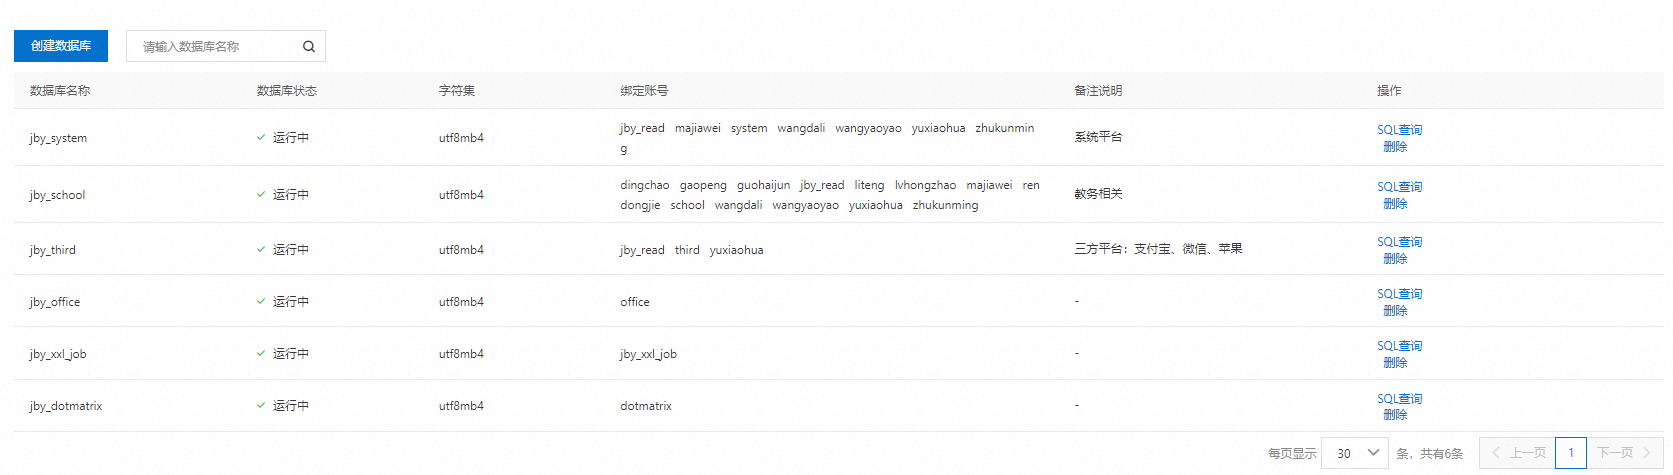 创建数据库 请输入数据库名称
数据库名称 数据库状态 字符集 绑定账号 备注说明 操作
jby_system 运行中 utf8mb4 jby_read majiawei system wangdali wangyaoyao yuxiaohua zhukunmin 系统平台 SQL查询
g 删除
jby_school 运行中 utf8mb4 dingchao gaopeng guohaijun jby_read liteng lvhongzhao majiawei ren 教务相关 SQL查询
dongjie school wangdali wangyaoyao yuxiaohua zhukunming 删除
jby_third 运行中 utf8mb4 jby_read third yuxiaohua 三方平台：支付宝、微信、苹果 SQL查询
删除
jby_office 运行中 utf8mb4 office - SQL查询
删除
jby_xxl_job 运行中 utf8mb4 jby_xxl_job - SQL查询
删除
jby_dotmatrix 运行中 utf8mb4 dotmatrix - SQL查询
删除
每页显示 30 条，共有6条 上一页 1 下一页